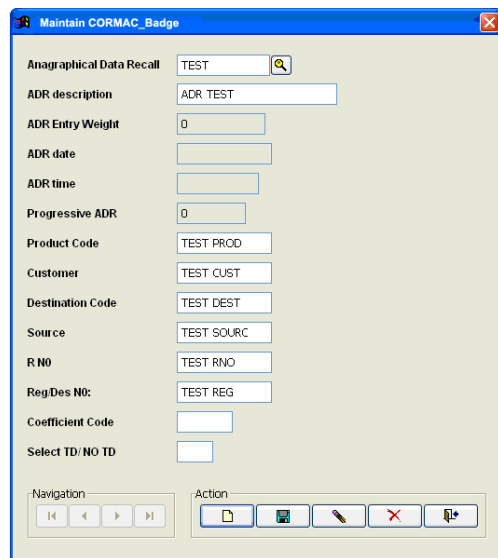 Maintain CORMAC_Badge
Anagraphical Data Recall TEST
ADR description ADR TEST
ADR Entry Weight 0
ADR date
ADR time
Progressive ADR 0
Product Code TEST PROD
Customer TEST CUST
Destination Code TEST DEST
Source TEST SOURC
R N0 TEST RNO
Reg/Des N0: TEST REG
Coefficient Code
Select TD/ NO TD
Navigation Action